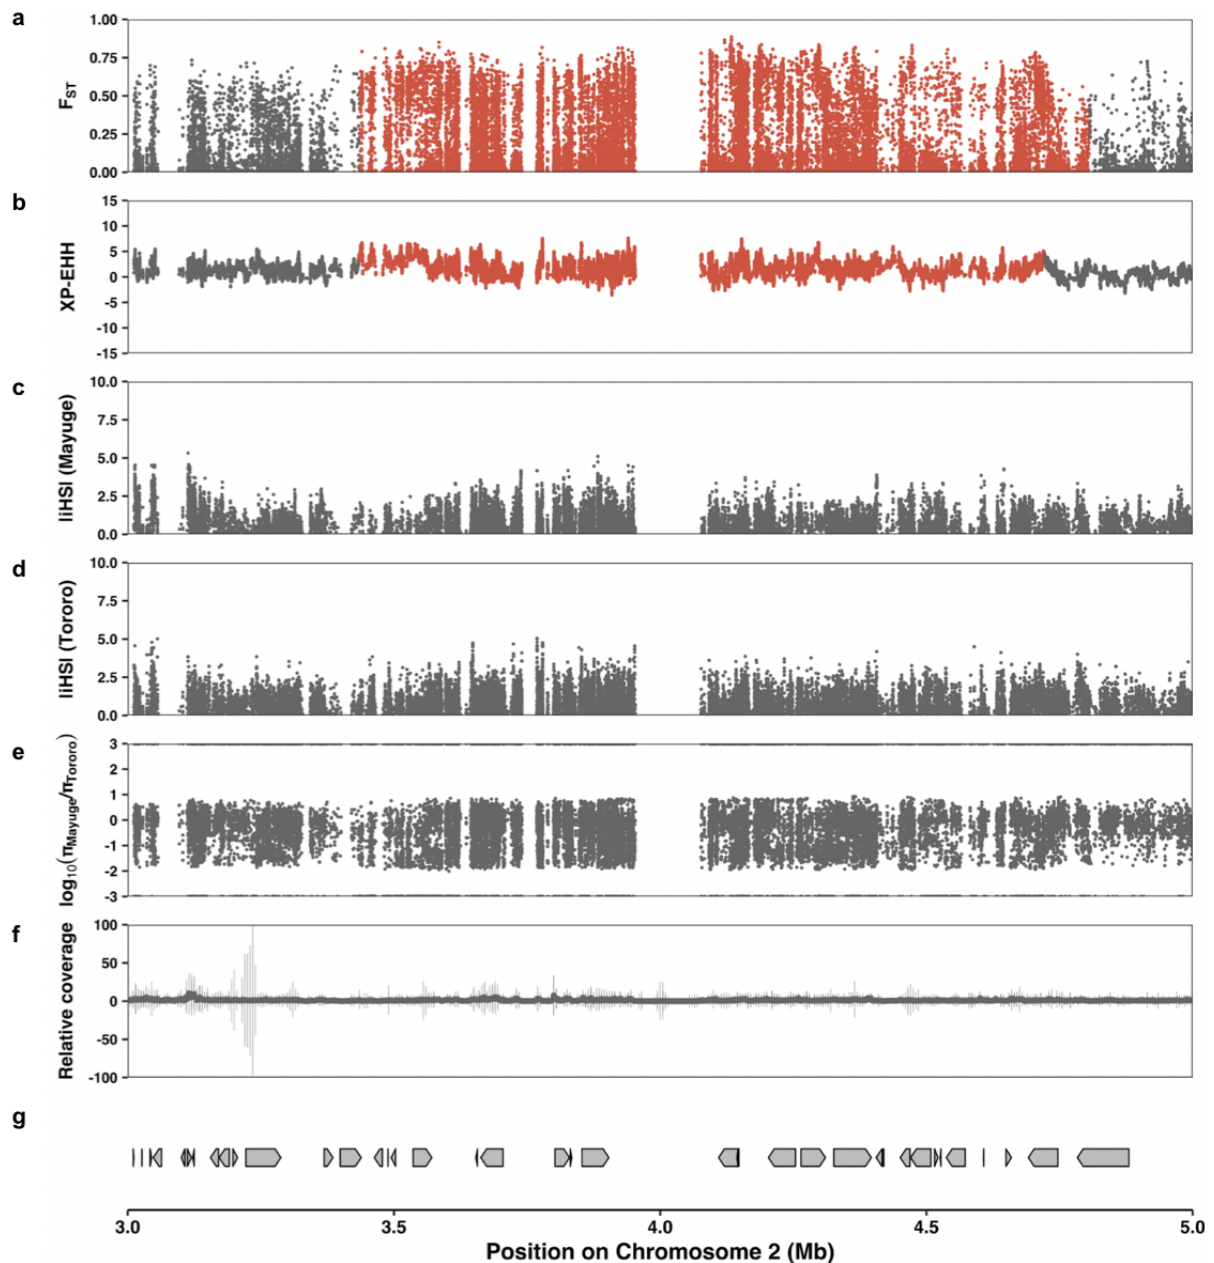 a
1.00
0.75
0.50
0.25
0.00
F_ST
b
15
10
5
0
-5
-10
-15
XP-EHH
c
10.0
7.5
5.0
2.5
0.0
|iHS| (Mayuge)
d
10.0
7.5
5.0
2.5
0.0
|iHS| (Tororo)
e
3
2
1
0
-1
-2
-3
log10(πMayuge/πTororo)
f
100
50
0
-50
-100
Relative coverage
g
3.0 3.5 4.0 4.5 5.0
Position on Chromosome 2 (Mb)